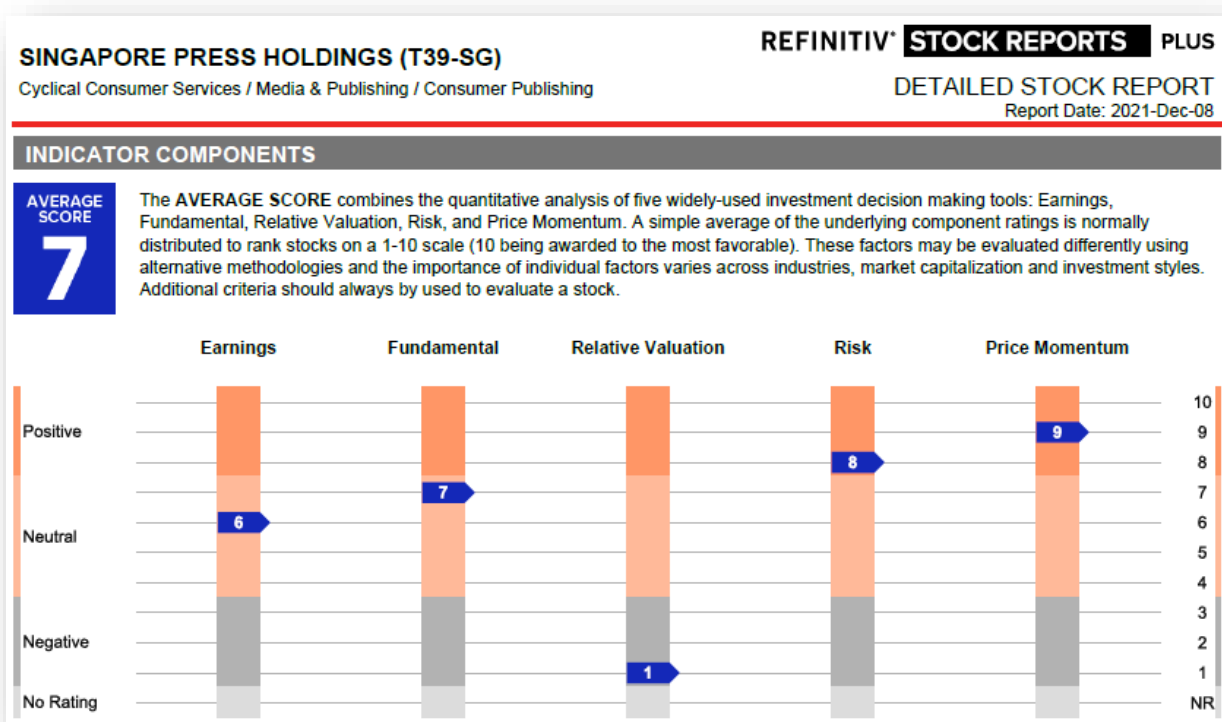 SINGAPORE PRESS HOLDINGS (T39-SG)
Cyclical Consumer Services / Media & Publishing / Consumer Publishing
REFINITIV STOCK REPORTS PLUS
DETAILED STOCK REPORT
Report Date: 2021-Dec-08
INDICATOR COMPONENTS
AVERAGE
SCORE
7
The AVERAGE SCORE combines the quantitative analysis of five widely-used investment decision making tools: Earnings,
Fundamental, Relative Valuation, Risk, and Price Momentum. A simple average of the underlying component ratings is normally
distributed to rank stocks on a 1-10 scale (10 being awarded to the most favorable). These factors may be evaluated differently using
alternative methodologies and the importance of individual factors varies across industries, market capitalization and investment styles.
Additional criteria should always by used to evaluate a stock.
Earnings Fundamental Relative Valuation Risk Price Momentum
10
Positive 9 9
8 8
7 7
6 6
Neutral
5
4
3
Negative 2
1 1
No Rating NR